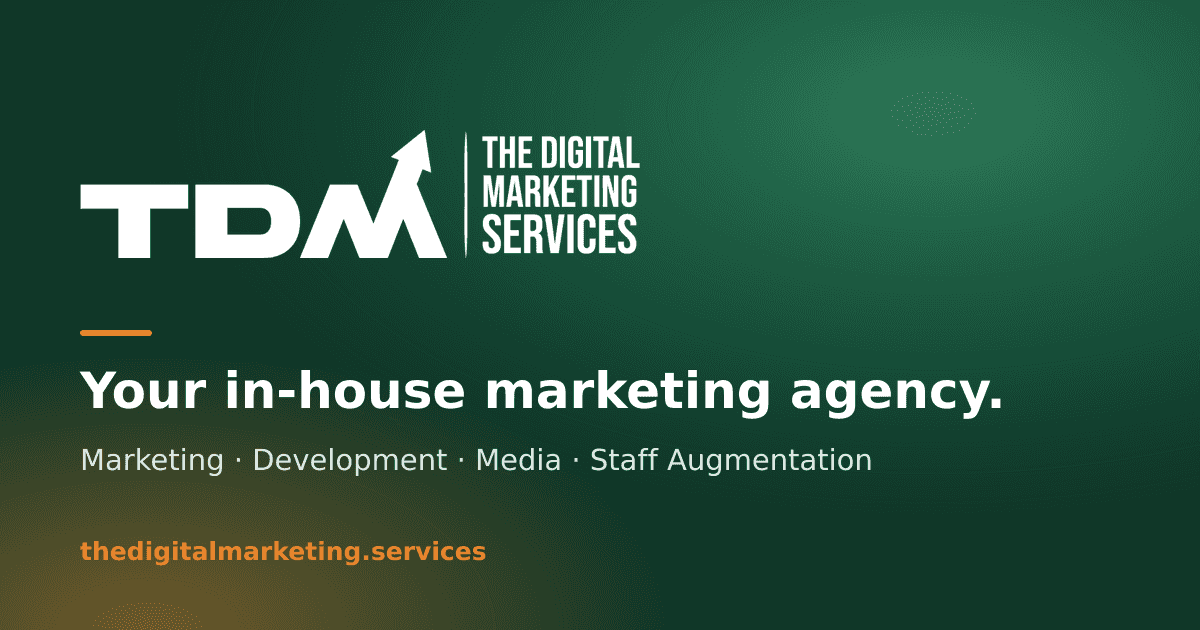 TDM
THE DIGITAL
MARKETING
SERVICES
Your in-house marketing agency.
Marketing · Development · Media · Staff Augmentation
thedigitalmarketing.services